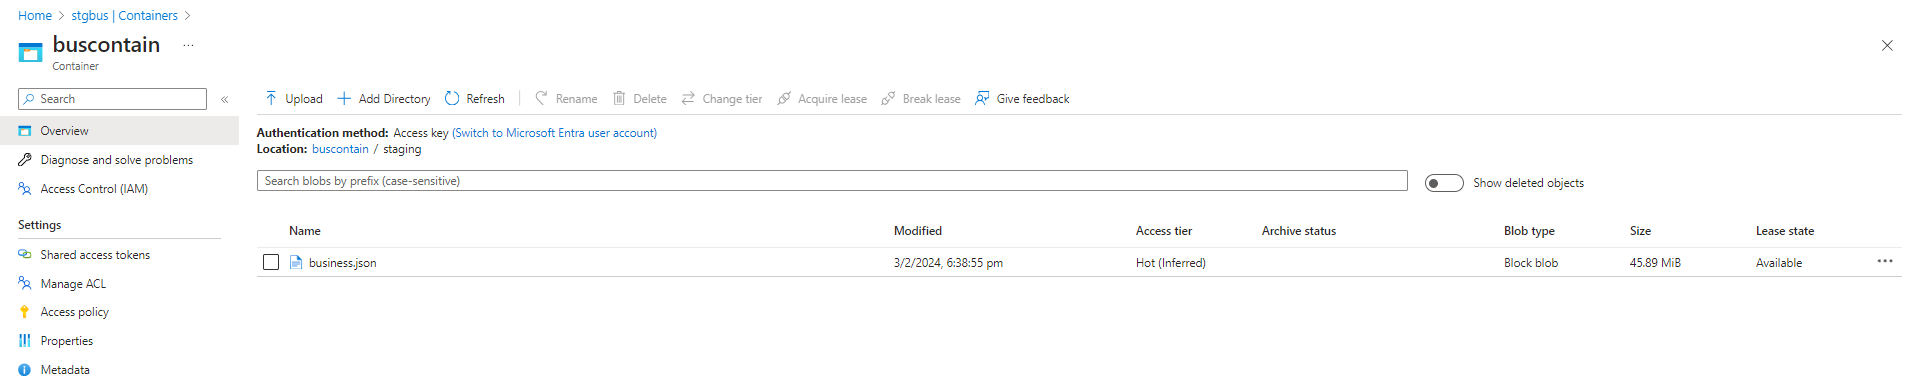 Home > stgbus | Containers >
buscontain ...
Container
Search «
Overview
Diagnose and solve problems
Access Control (IAM)
Settings
Shared access tokens
Manage ACL
Access policy
Properties
Metadata
Upload Add Directory Refresh Rename Delete Change tier Acquire lease Break lease Give feedback
Authentication method: Access key (Switch to Microsoft Entra user account)
Location: buscontain / staging
Search blobs by prefix (case-sensitive)
Show deleted objects
Name Modified Access tier Archive status Blob type Size Lease state
business.json 3/2/2024, 6:38:55 pm Hot (Inferred) Block blob 45.89 MiB Available ...